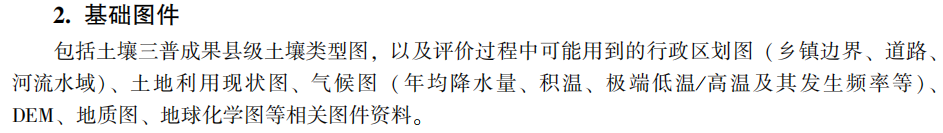 2. 基础图件
包括土壤三普成果县级土壤类型图，以及评价过程中可能用到的行政区划图（乡镇边界、道路、
河流水域）、土地利用现状图、气候图（年均降水量、积温、极端低温/高温及其发生频率等）、
DEM、地质图、地球化学图等相关图件资料。